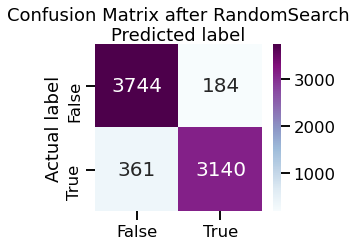 Confusion Matrix after RandomSearch
Predicted label
Actual label
False
3744
184
True
361
3140
False
True
3000
2000
1000